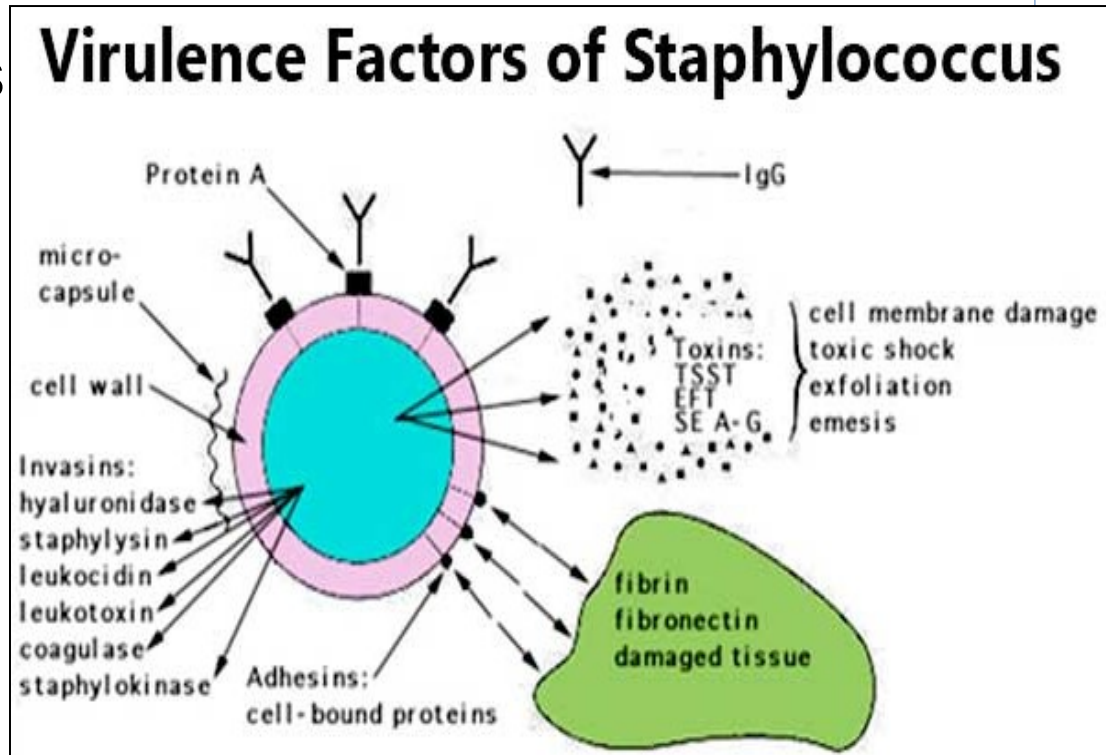 Virulence Factors of Staphylococcus
Protein A
IgG
micro-
capsule
cell wall
Toxins:
TSST
EFT
SE A-G
cell membrane damage
toxic shock
exfoliation
emesis
Invasins:
hyaluronidase
staphylysin
leukocidin
leukotoxin
coagulase
staphylokinase
Adhesins:
cell-bound proteins
fibrin
fibronectin
damaged tissue